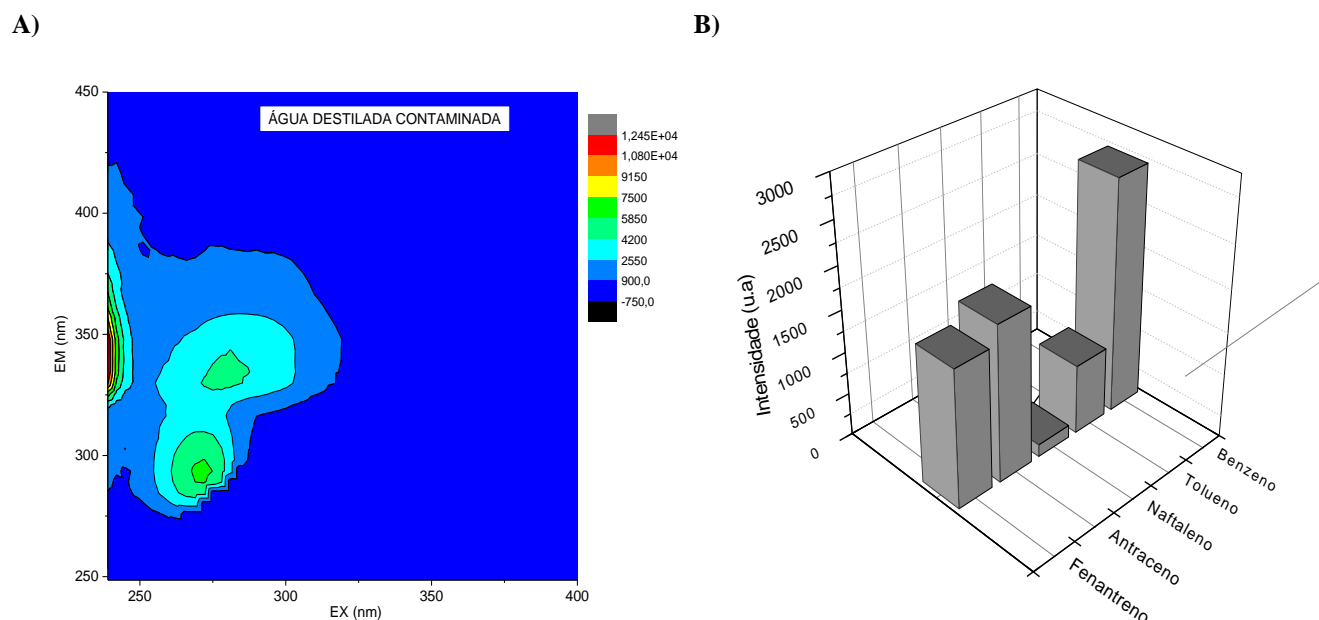 A)
B)
ÁGUA DESTILADA CONTAMINADA
450
400
350
300
250
EM (nm)
250
300
350
400
EX (nm)
1,245E+04
1,080E+04
9150
7500
5850
4200
2550
900,0
-750,0
3000
2500
2000
1500
1000
500
0
Intensidade (u.a)
Benzeno
Tolueno
Naftaleno
Antraceno
Fenantreno